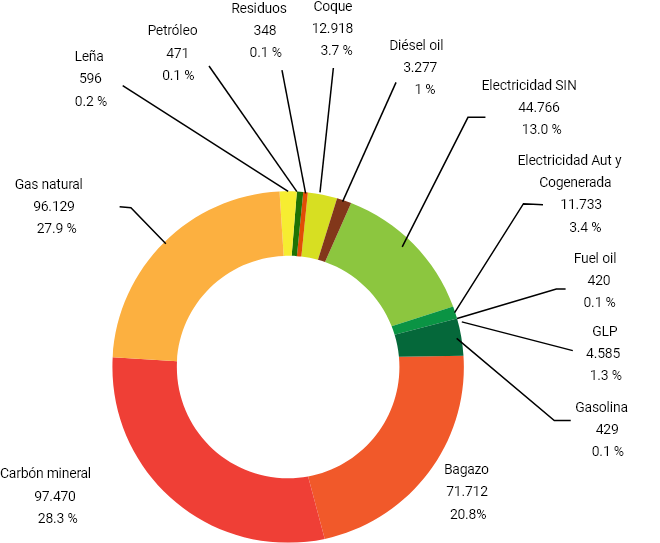 Residuos
348
0.1 %
Coque
12.918
3.7 %
Petróleo
471
0.1 %
Diésel oil
3.277
1 %
Leña
596
0.2 %
Electricidad SIN
44.766
13.0 %
Electricidad Aut y
Cogenerada
11.733
3.4 %
Gas natural
96.129
27.9 %
Fuel oil
420
0.1 %
GLP
4.585
1.3 %
Gasolina
429
0.1 %
Bagazo
71.712
20.8%
Carbón mineral
97.470
28.3 %